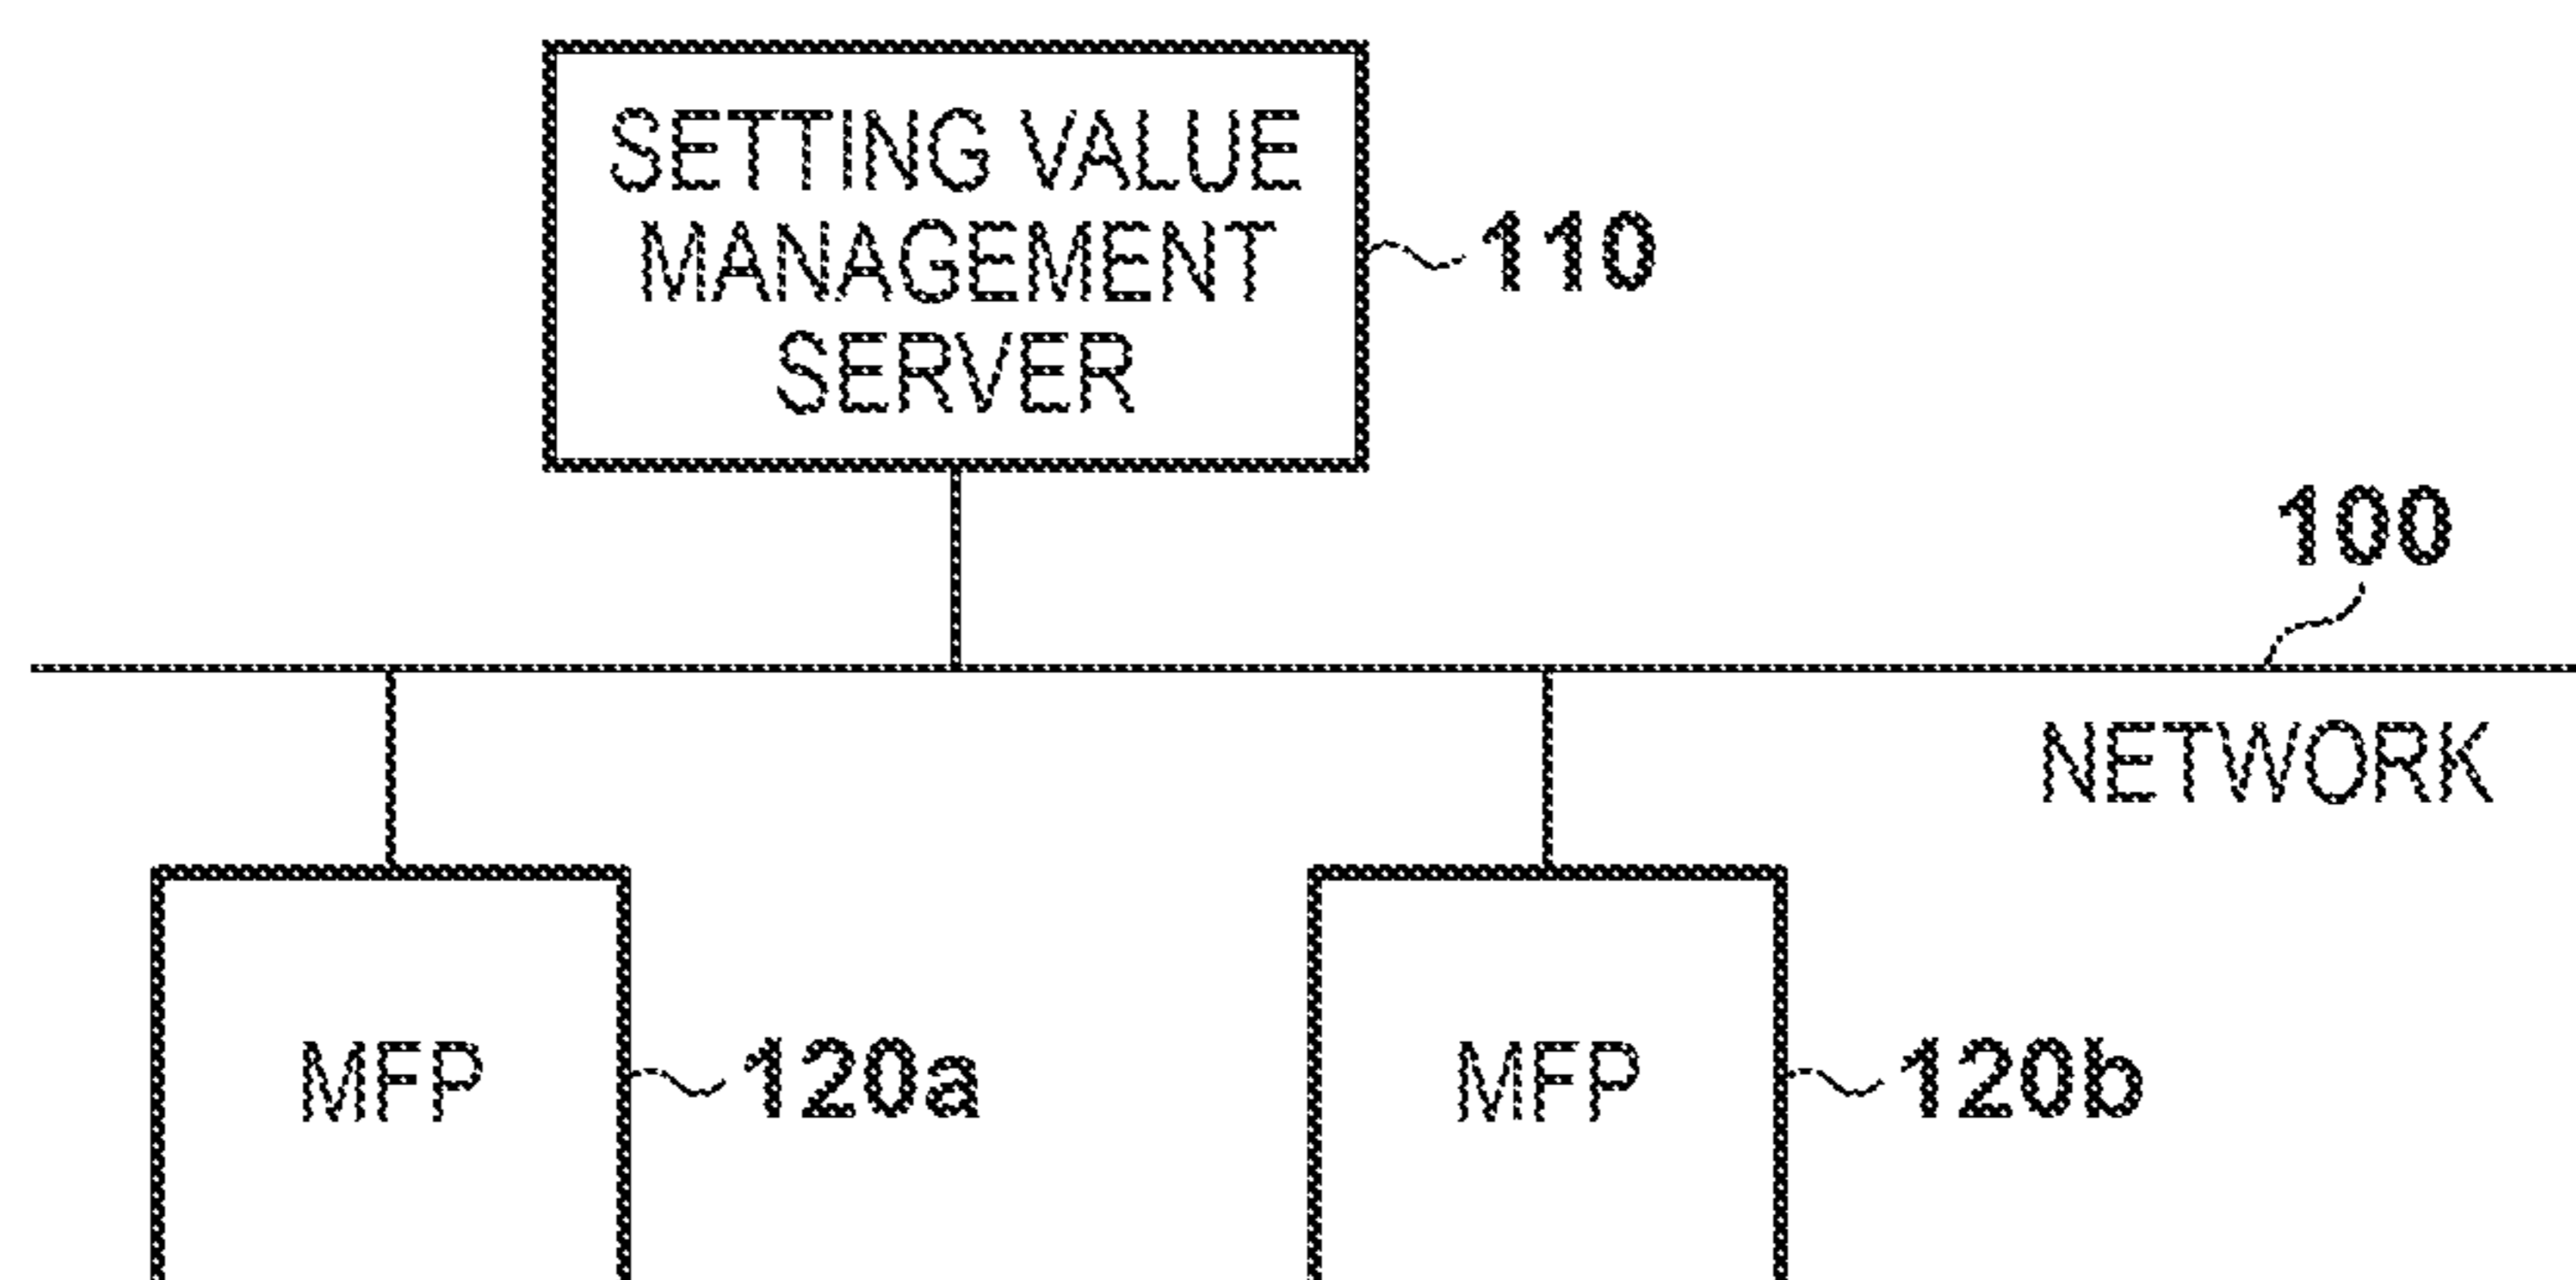 SETTING VALUE
MANAGEMENT
SERVER
110
100
NETWORK
MFP
120a
MFP
120b